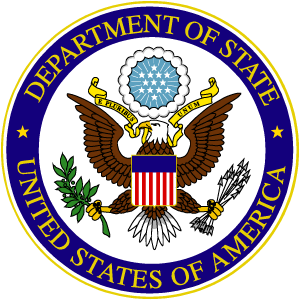 DEPARTMENT OF STATE
E PLURIBUS UNUM
UNITED STATES OF AMERICA